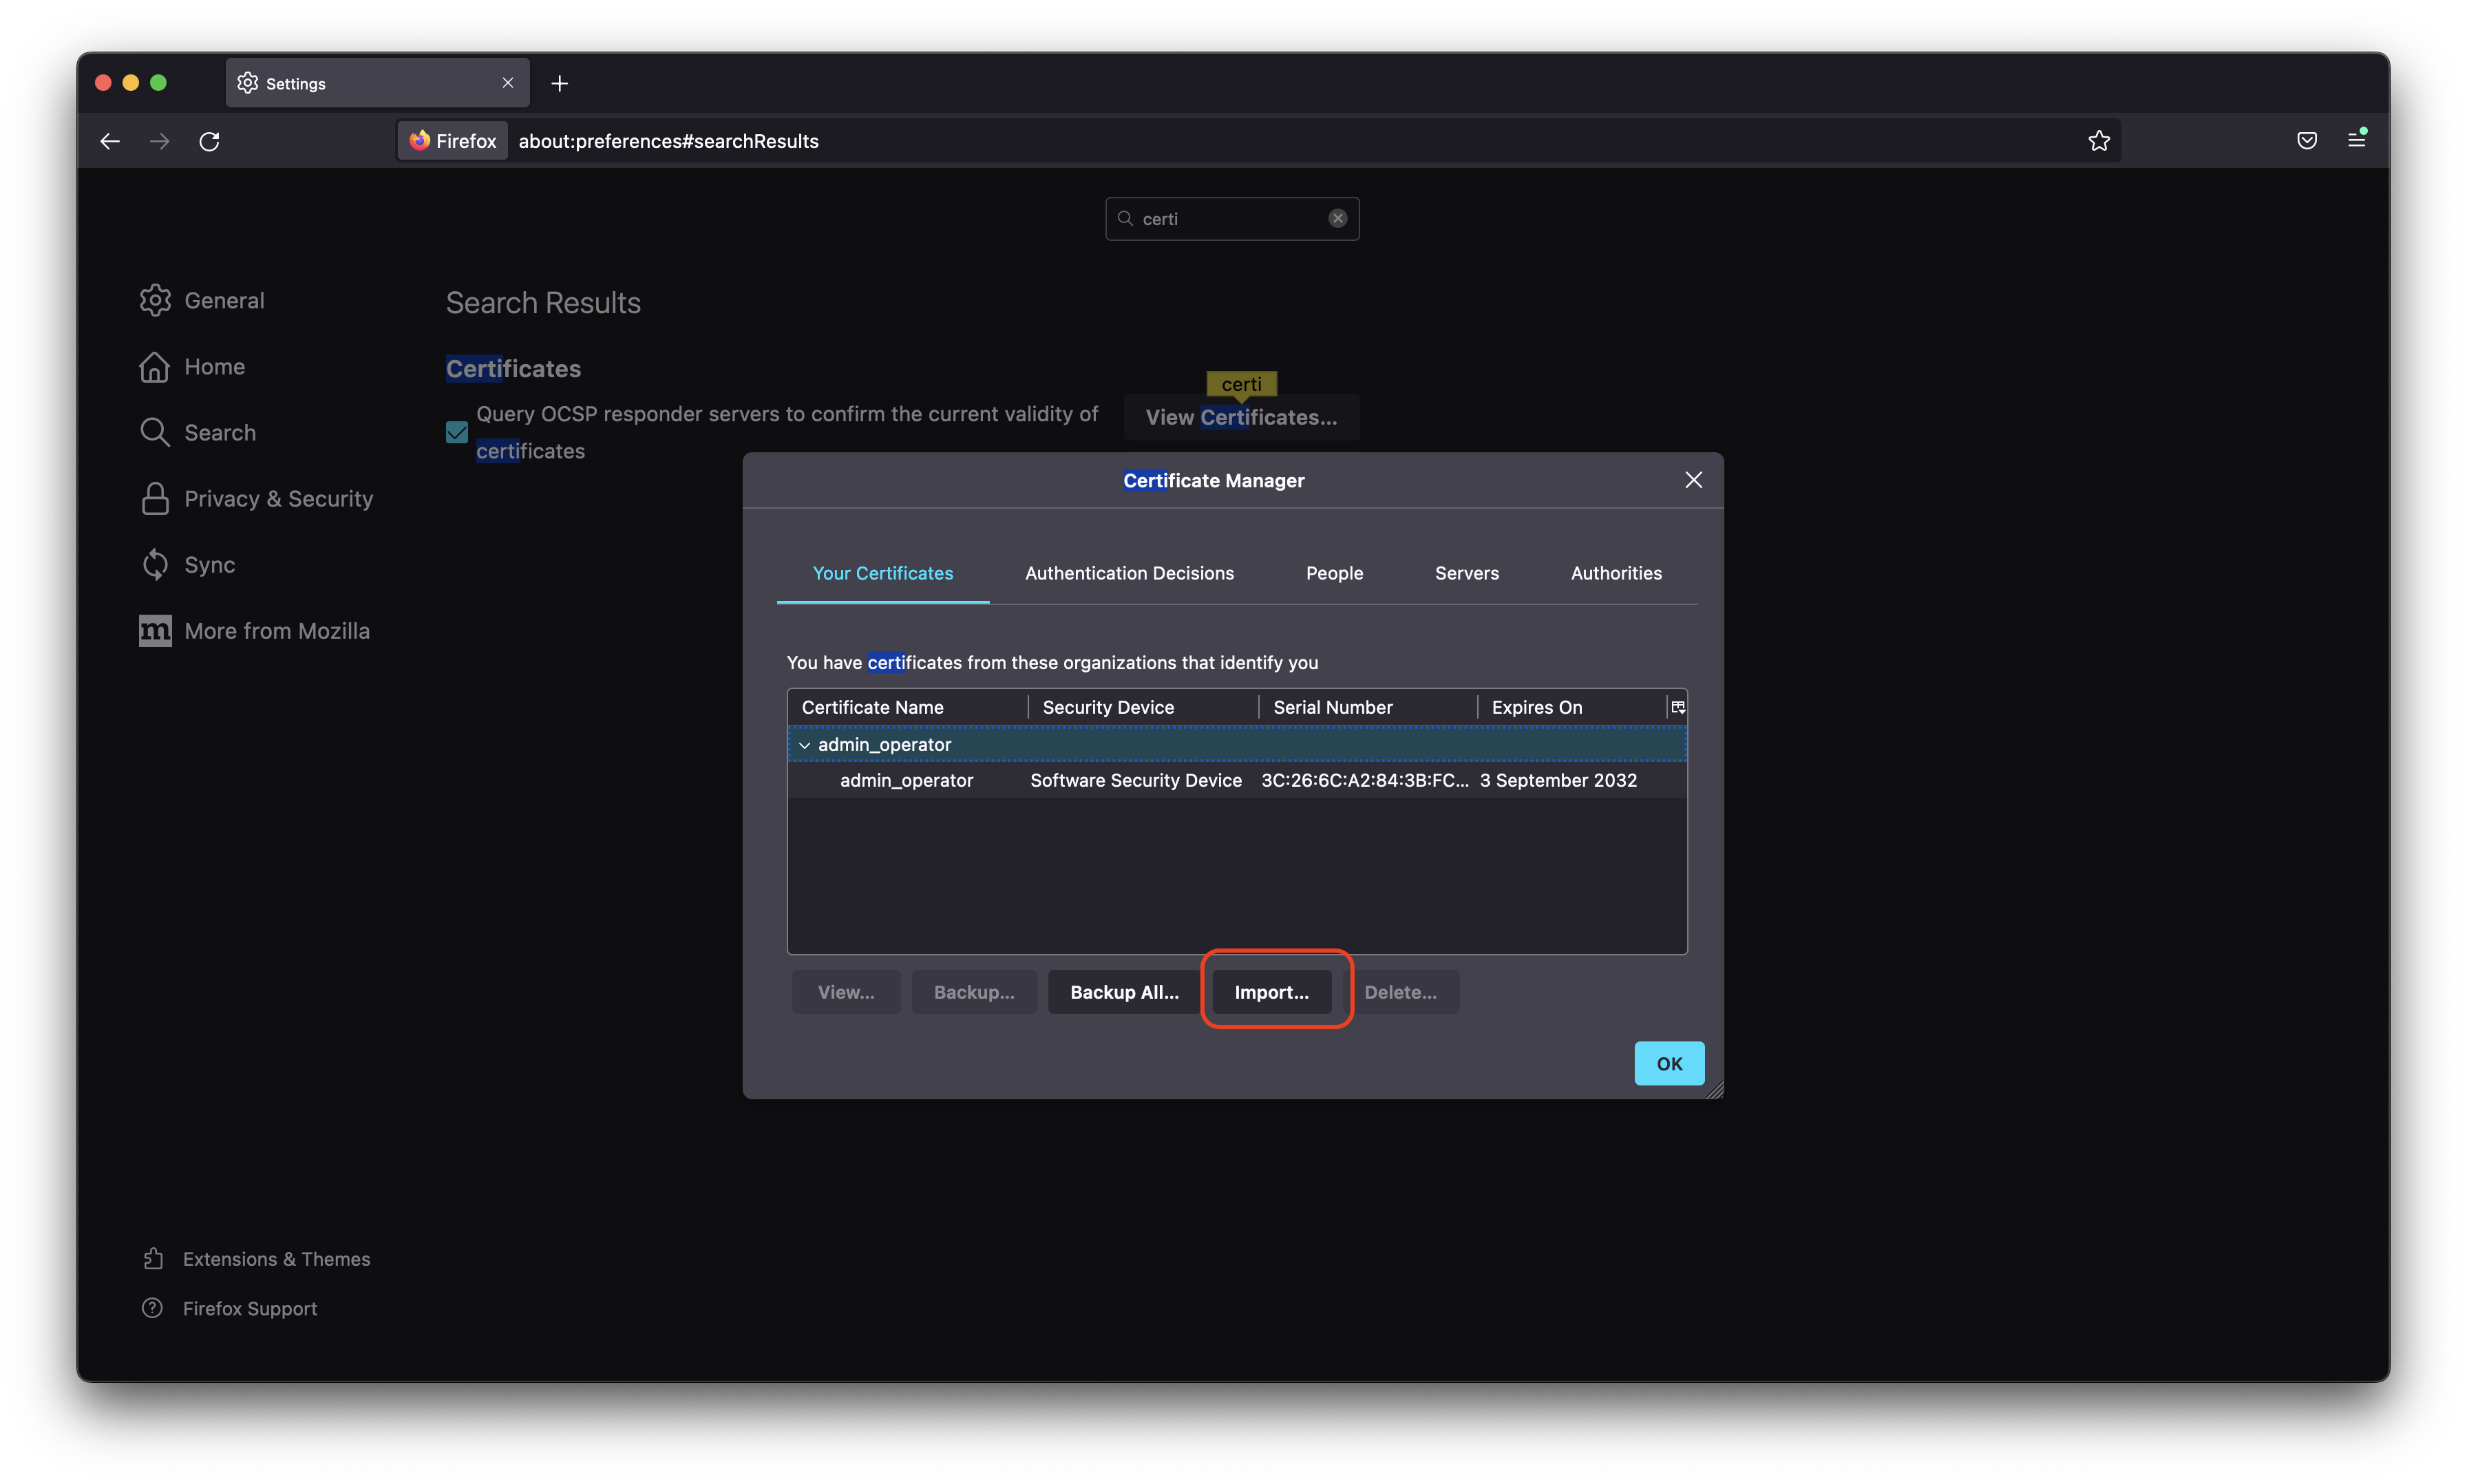 Settings
Firefox
about:preferences#searchResults
certi
General
Home
Search
Privacy & Security
Sync
More from Mozilla
Search Results
Certificates
Query OCSP responder servers to confirm the current validity of
certificates
certi
View Certificates...
Certificate Manager
Your Certificates
Authentication Decisions
People
Servers
Authorities
You have certificates from these organizations that identify you
Certificate Name
Security Device
Serial Number
Expires On
admin_operator
admin_operator
Software Security Device
3C:26:6C:A2:84:3B:FC...
3 September 2032
View...
Backup...
Backup All...
Import...
Delete...
OK
Extensions & Themes
Firefox Support